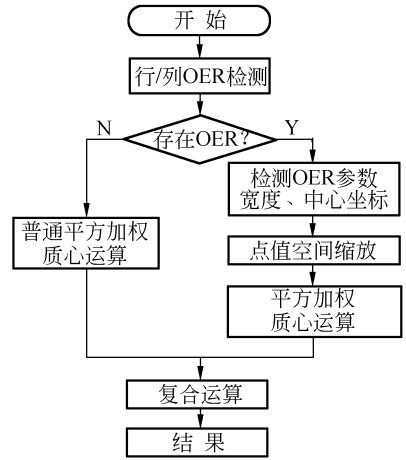 开 始
行/列OER检测
存在OER?
N
Y
检测OER参数
宽度、中心坐标
普通平方加权
质心运算
点值空间缩放
平方加权
质心运算
复合运算
结 果